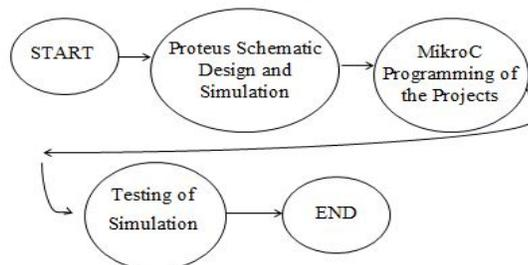 START
Proteus Schematic
Design and
Simulation
MikroC
Programming of
the Projects
Testing of
Simulation
END